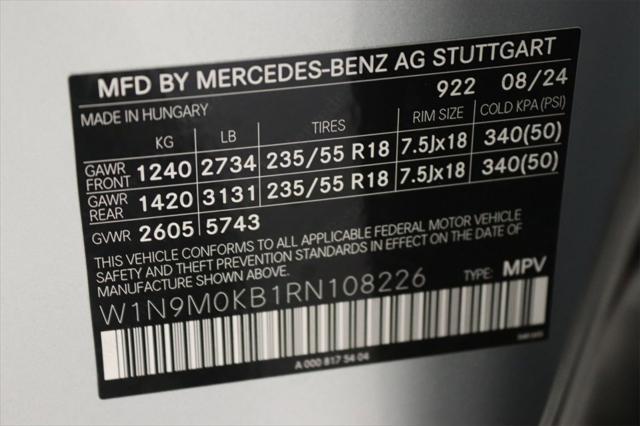 MFD BY MERCEDES-BENZ AG STUTTGART
MADE IN HUNGARY 922 08/24
KG LB TIRES RIM SIZE COLD KPA (PSI)
GAWR FRONT 1240 2734 235/55 R18 7.5Jx18 340(50)
GAWR REAR 1420 3131 235/55 R18 7.5Jx18 340(50)
GVWR 2605 5743
THIS VEHICLE CONFORMS TO ALL APPLICABLE FEDERAL MOTOR VEHICLE
SAFETY AND THEFT PREVENTION STANDARDS IN EFFECT ON THE DATE OF
MANUFACTURE SHOWN ABOVE.
W1N9M0KB1RN108226 TYPE: MPV
A 000 817 54 04